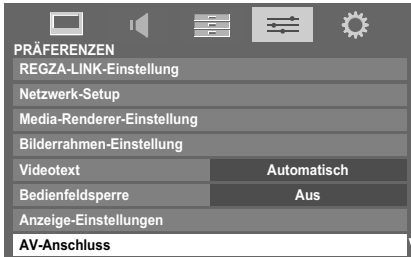 PRÄFERENZEN
REGZA-LINK-Einstellung
Netzwerk-Setup
Media-Renderer-Einstellung
Bilderrahmen-Einstellung
Videotext Automatisch
Bedienfeldsperre Aus
Anzeige-Einstellungen
AV-Anschluss